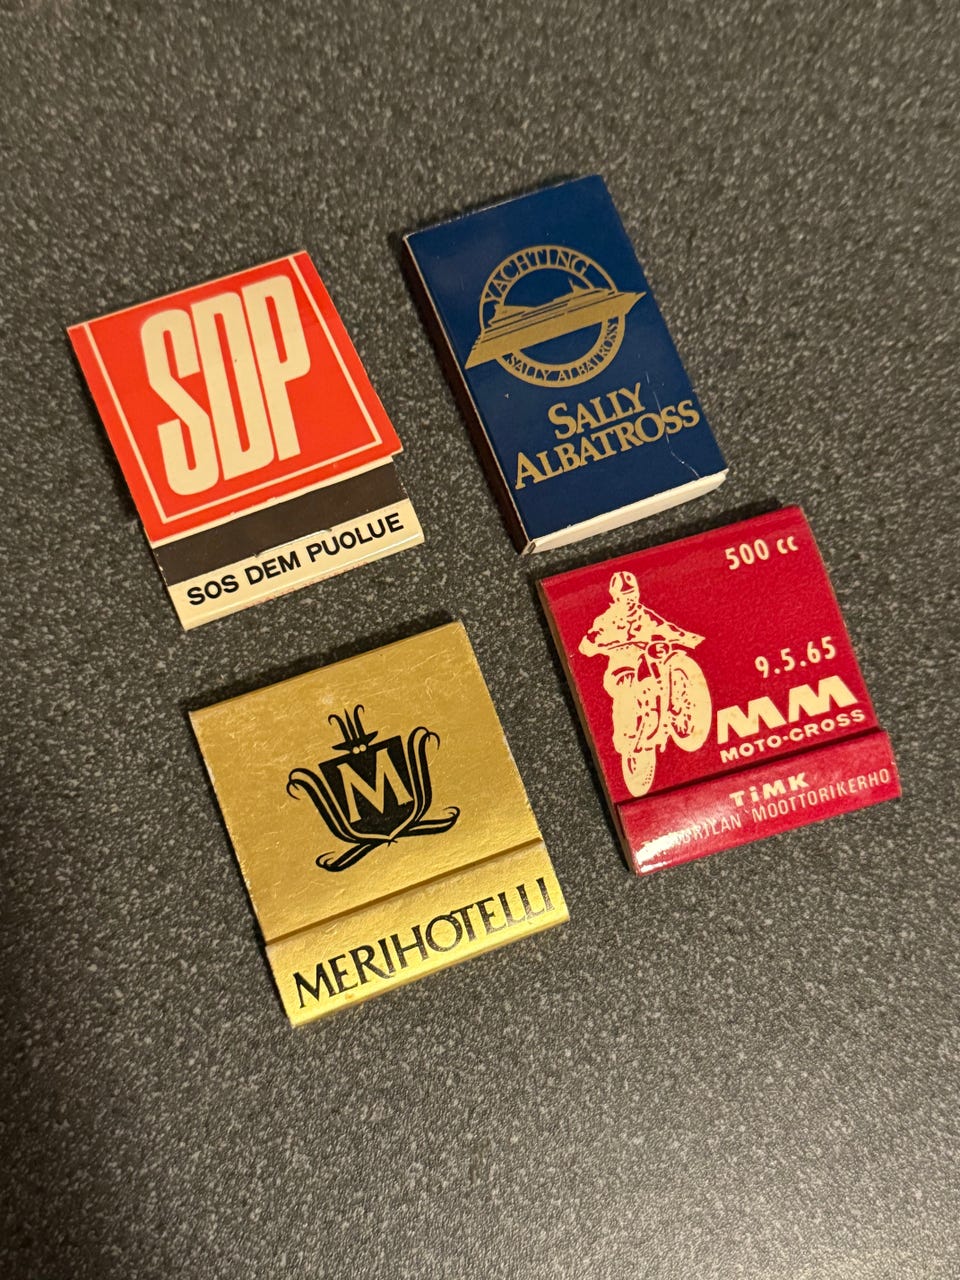 SDP
SOS DEM PUOLUE
YACHTING
SALLY ALBATROSS
SALLY
ALBATROSS
M
MERIHOTELLI
500 cc
9.5.65
MM
MOTO-CROSS
TiMK
MOOTTORIKERHO